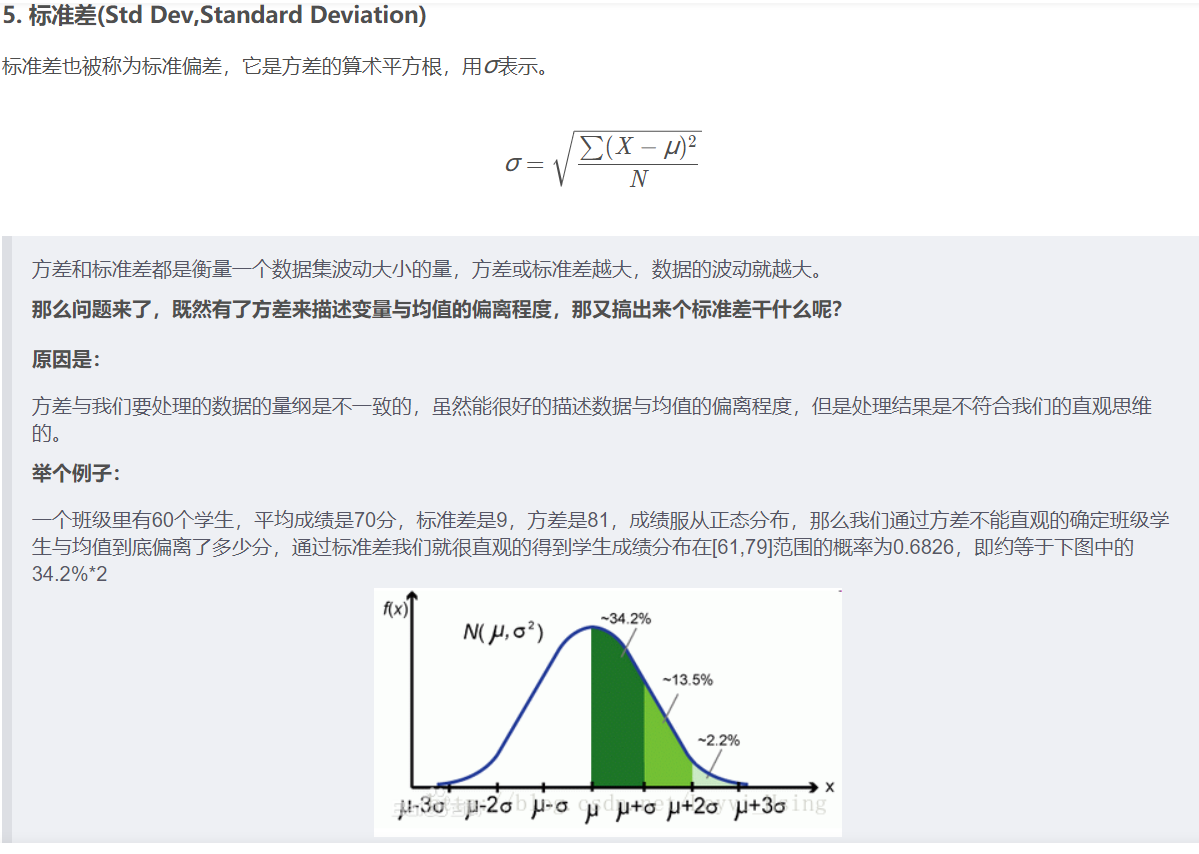 5. 标准差(Std Dev,Standard Deviation)
标准差也被称为标准偏差，它是方差的算术平方根，用σ表示。
σ = √(∑(X − μ)² / N)
方差和标准差都是衡量一个数据集波动大小的量，方差或标准差越大，数据的波动就越大。
那么问题来了，既然有了方差来描述变量与均值的偏离程度，那又搞出来个标准差干什么呢？
原因是：
方差与我们要处理的数据的量纲是不一致的，虽然能很好的描述数据与均值的偏离程度，但是处理结果是不符合我们的直观思维
的。
举个例子：
一个班级里有60个学生，平均成绩是70分，标准差是9，方差是81，成绩服从正态分布，那么我们通过方差不能直观的确定班级学
生与均值到底偏离了多少分，通过标准差我们就很直观的得到学生成绩分布在[61,79]范围的概率为0.6826，即约等于下图中的
34.2%*2
f(x)
N(μ,σ²)
~34.2%
~13.5%
~2.2%
x
μ-3σ μ-2σ μ-σ μ μ+σ μ+2σ μ+3σ